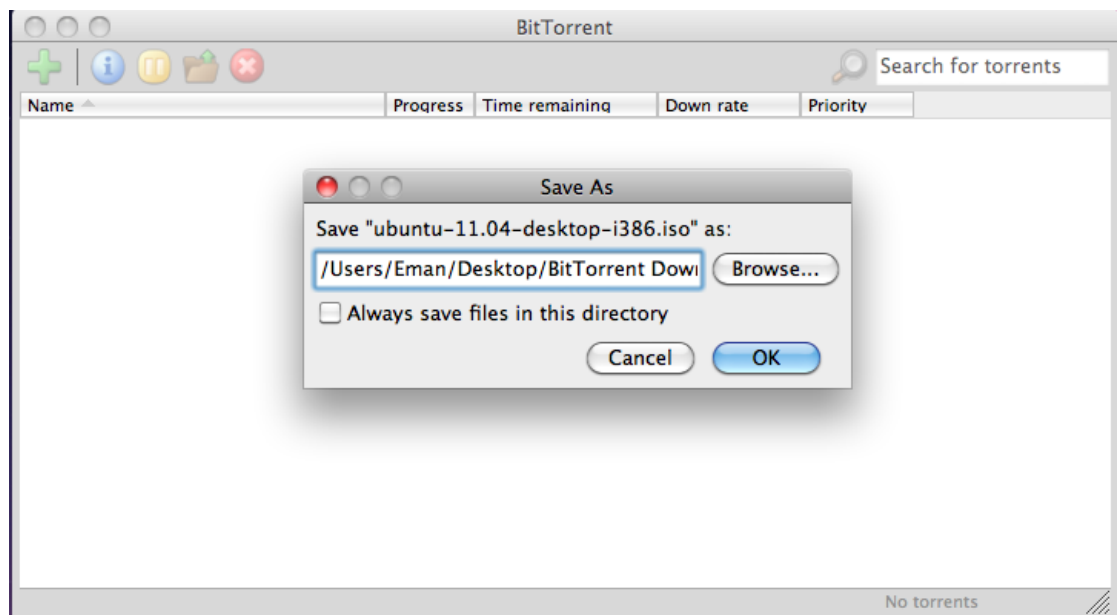 BitTorrent
Search for torrents
Name Progress Time remaining Down rate Priority
Save As
Save "ubuntu-11.04-desktop-i386.iso" as:
/Users/Eman/Desktop/BitTorrent Down
Browse...
Always save files in this directory
Cancel OK
No torrents